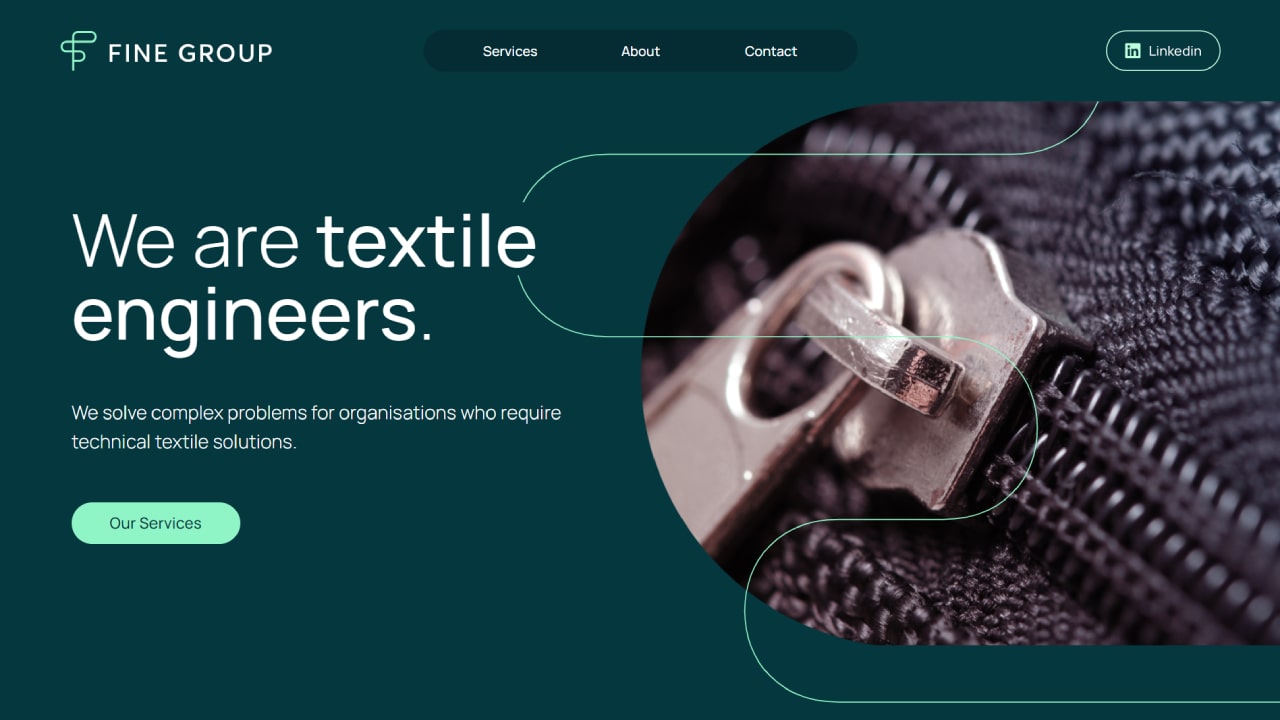 FINE GROUP
Services
About
Contact
Linkedin
We are textile
engineers.
We solve complex problems for organisations who require
technical textile solutions.
Our Services